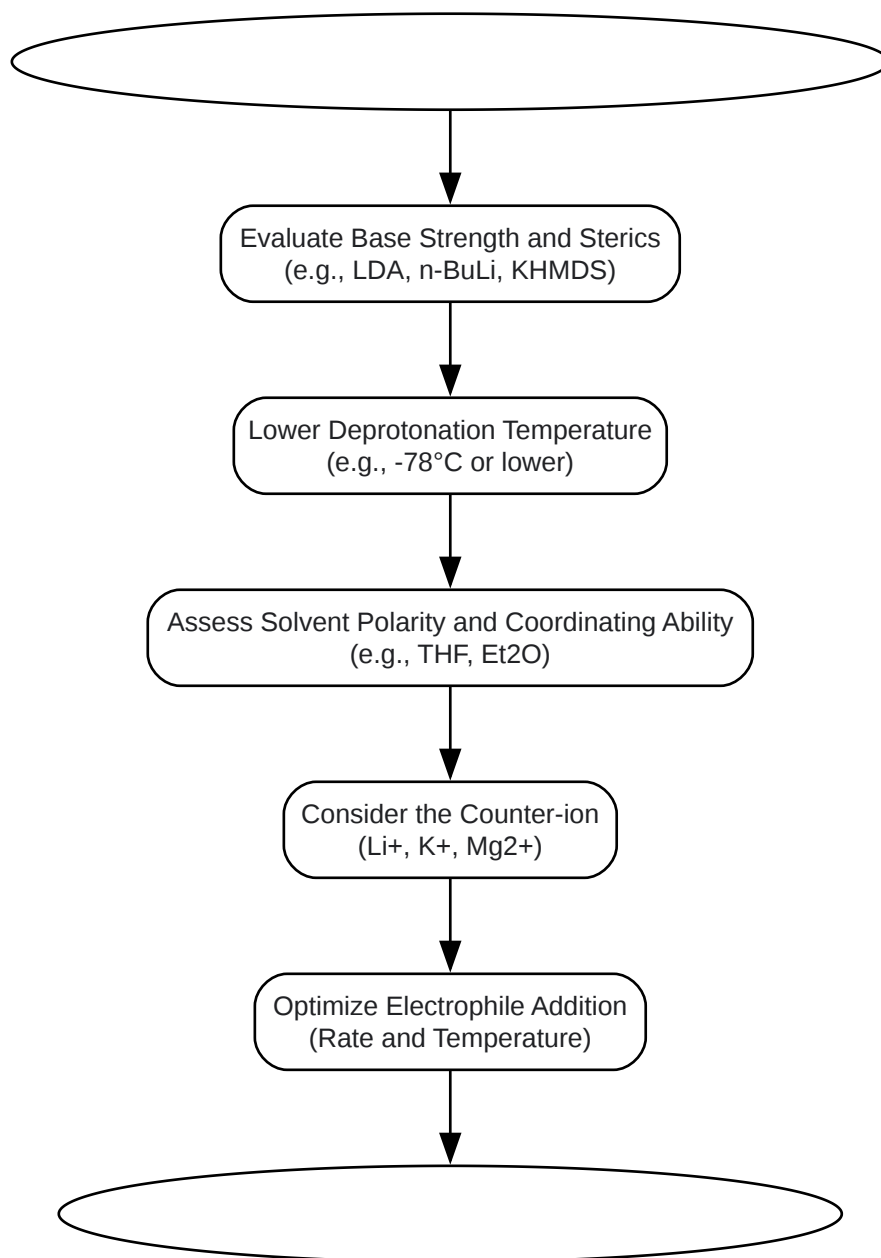 Evaluate Base Strength and Sterics
(e.g., LDA, n-BuLi, KHMDS)
Lower Deprotonation Temperature
(e.g., -78°C or lower)
Assess Solvent Polarity and Coordinating Ability
(e.g., THF, Et2O)
Consider the Counter-ion
(Li+, K+, Mg2+)
Optimize Electrophile Addition
(Rate and Temperature)